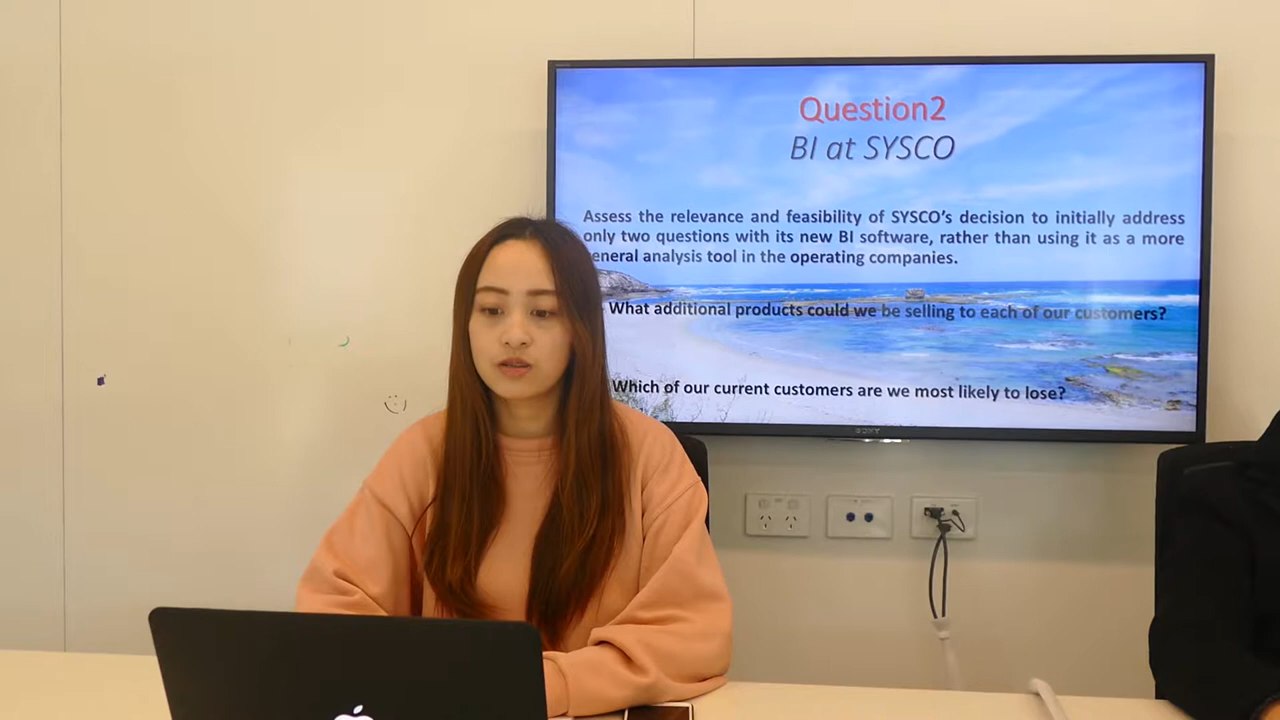 Question2
BI at SYSCO
Assess the relevance and feasibility of SYSCO's decision to initially address
only two questions with its new BI software, rather than using it as a more
general analysis tool in the operating companies.
What additional products could we be selling to each of our customers?
Which of our current customers are we most likely to lose?
SONY